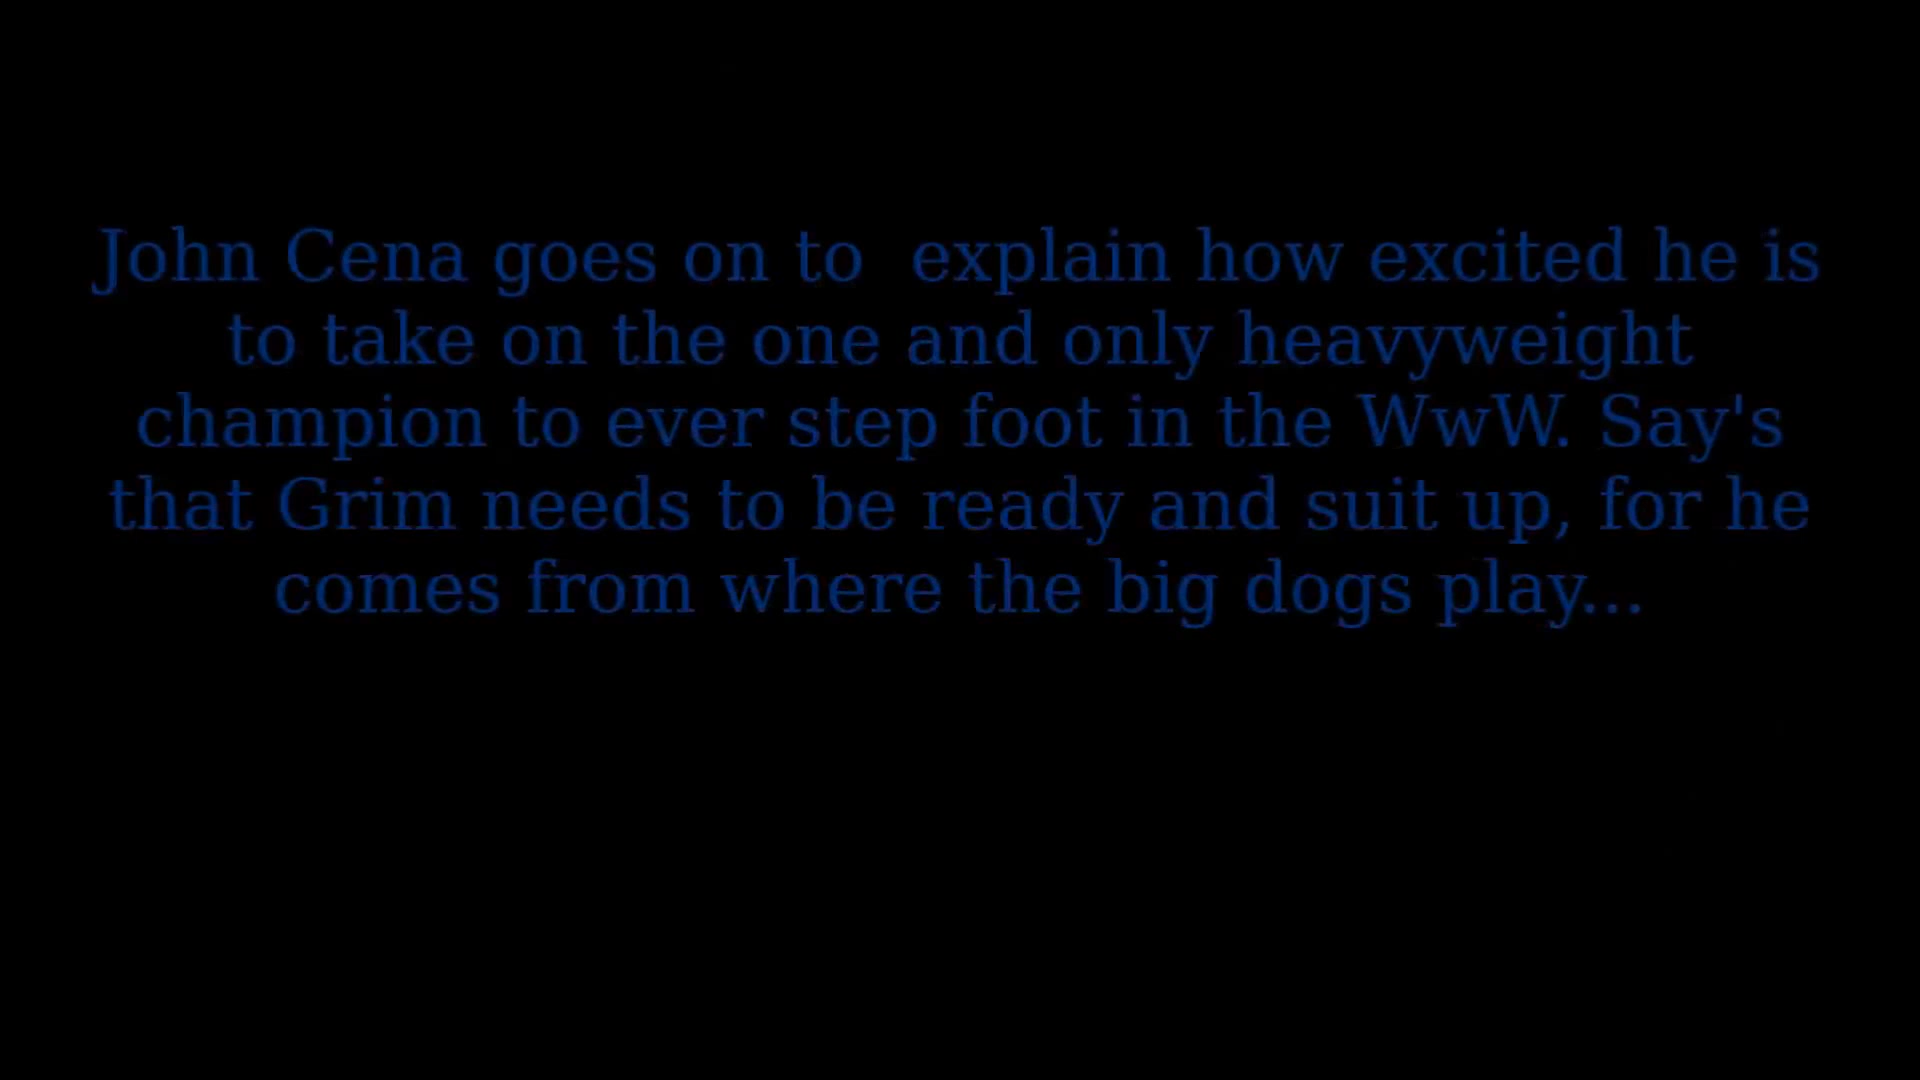 John Cena goes on to  explain how excited he is
to take on the one and only heavyweight
champion to ever step foot in the WwW. Say's
that Grim needs to be ready and suit up, for he
comes from where the big dogs play...